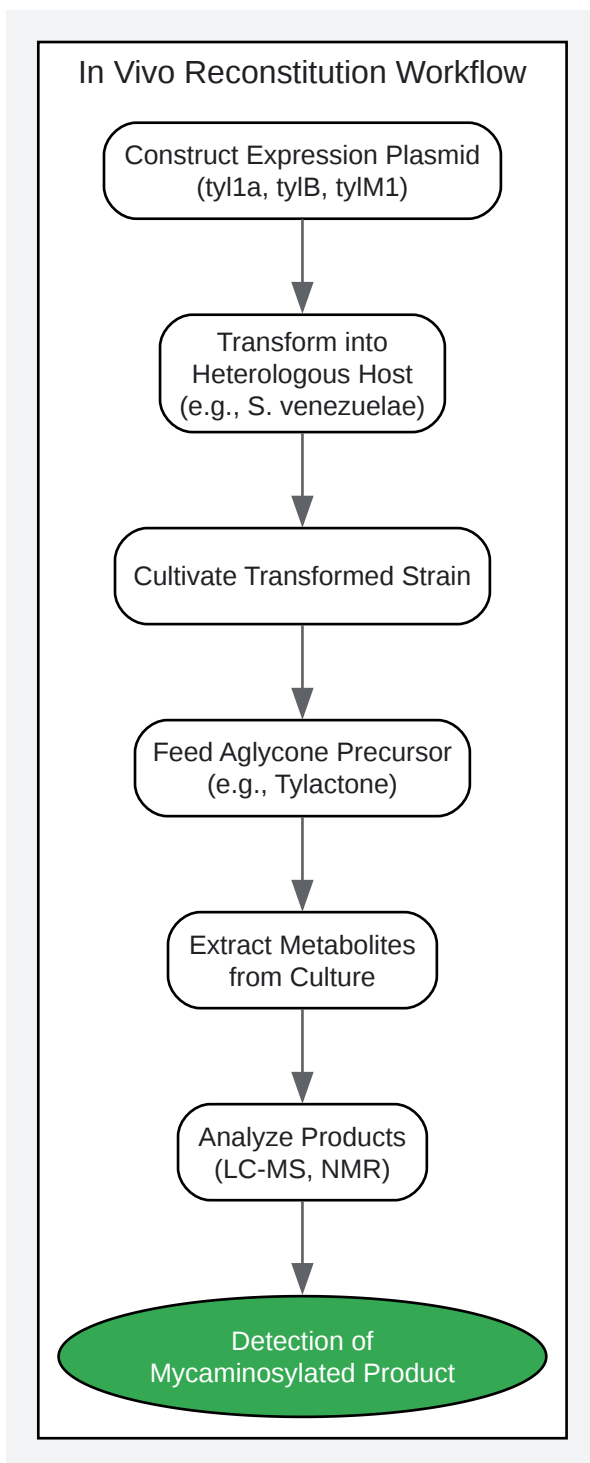 In Vivo Reconstitution Workflow
Construct Expression Plasmid
(tyl1a, tylB, tylM1)
Transform into
Heterologous Host
(e.g., S. venezuelae)
Cultivate Transformed Strain
Feed Aglycone Precursor
(e.g., Tylactone)
Extract Metabolites
from Culture
Analyze Products
(LC-MS, NMR)
Detection of
Mycaminosylated Product